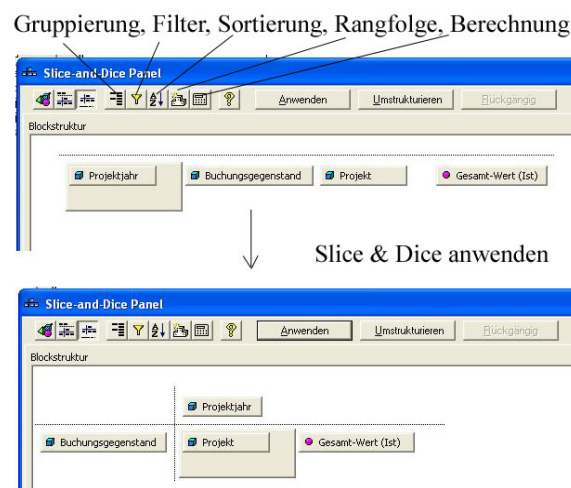 Gruppierung, Filter, Sortierung, Rangfolge, Berechnung
Slice-and-Dice Panel
Anwenden Umstrukturieren Rückgängig
Blockstruktur
Projektjahr Buchungsgegenstand Projekt Gesamt-Wert (Ist)
Slice & Dice anwenden
Slice-and-Dice Panel
Anwenden Umstrukturieren Rückgängig
Blockstruktur
Projektjahr
Buchungsgegenstand Projekt Gesamt-Wert (Ist)